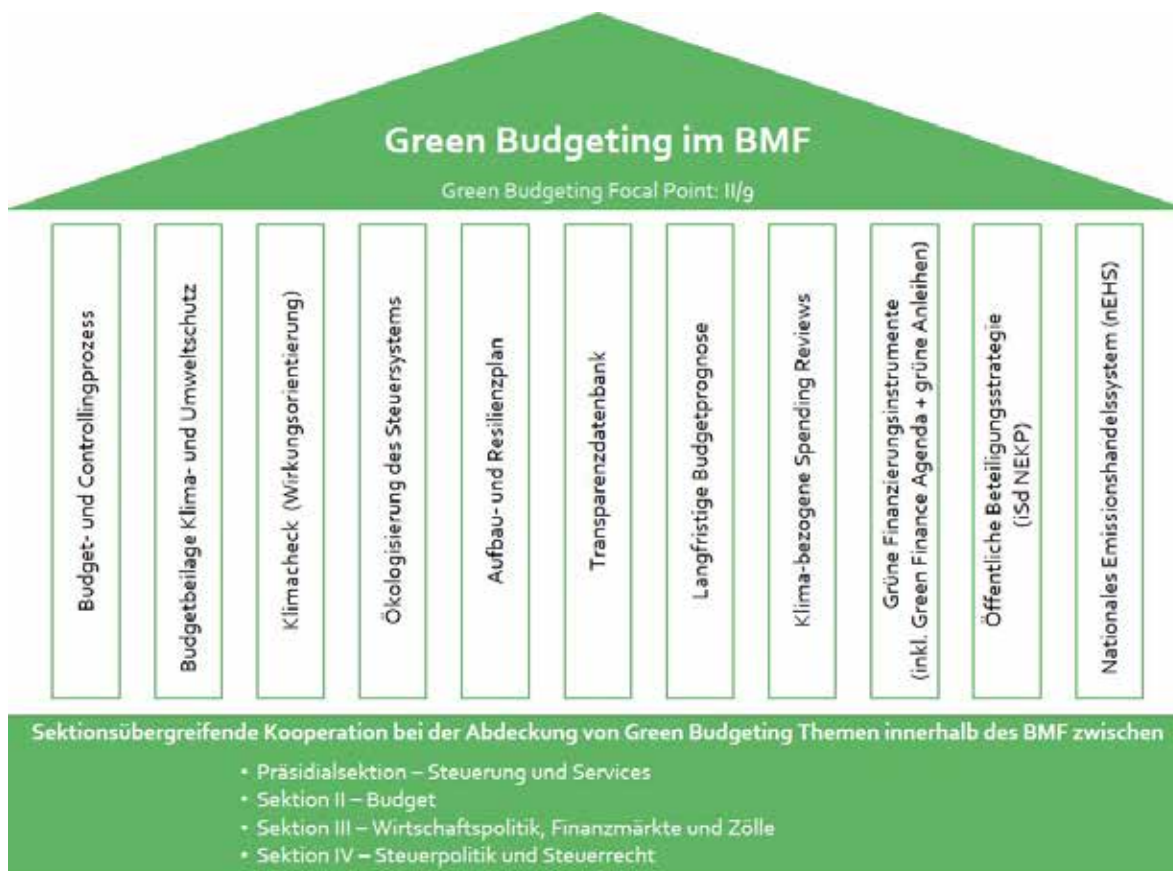 Green Budgeting im BMF
Green Budgeting Focal Point: II/9
Budget- und Controllingprozess
Budgetbeilage Klima- und Umweltschutz
Klimacheck (Wirkungsorientierung)
Ökologisierung des Steuersystems
Aufbau- und Resilienzplan
Transparenzdatenbank
Langfristige Budgetprognose
Klima-bezogene Spending Reviews
Grüne Finanzierungsinstrumente
(inkl. Green Finance Agenda + grüne Anleihen)
Öffentliche Beteiligungsstrategie
(iSd NEKP)
Nationales Emissionshandelssystem (nEHS)
Sektionsübergreifende Kooperation bei der Abdeckung von Green Budgeting Themen innerhalb des BMF zwischen
• Präsidialsektion – Steuerung und Services
• Sektion II – Budget
• Sektion III – Wirtschaftspolitik, Finanzmärkte und Zölle
• Sektion IV – Steuerpolitik und Steuerrecht